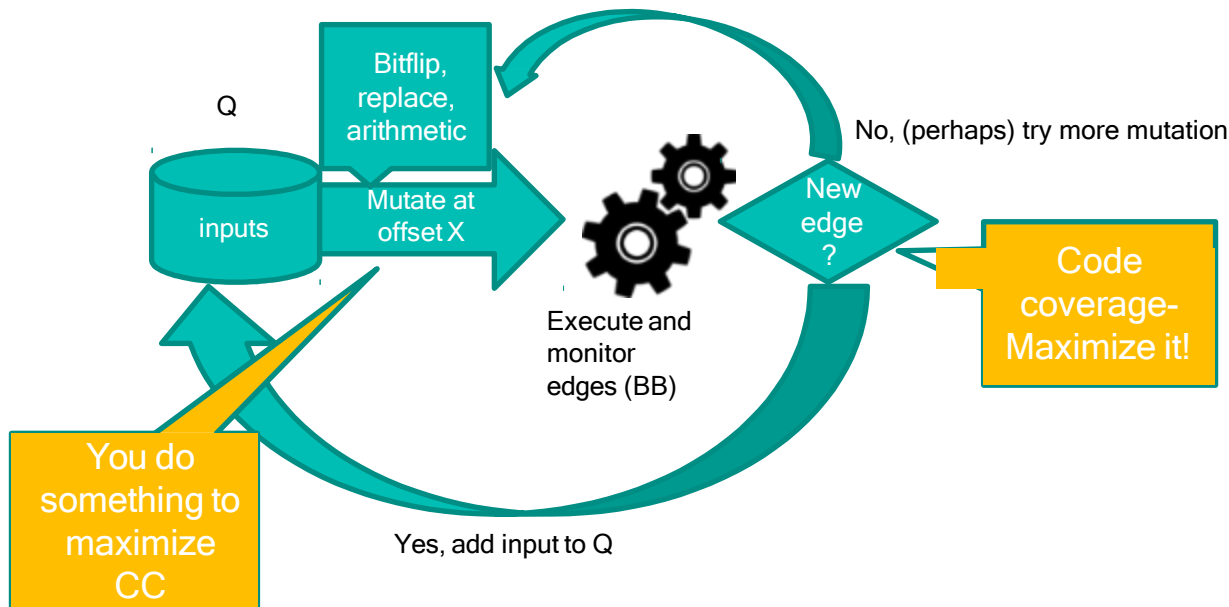 Bitflip,
replace,
arithmetic
Q
No, (perhaps) try more mutation
inputs
Mutate at
offset X
New
edge
?
Code
coverage-
Maximize it!
Execute and
monitor
edges (BB)
You do
something to
maximize
CC
Yes, add input to Q